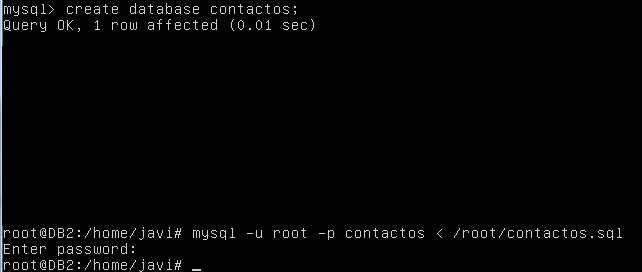 mysql> create database contactos;
Query OK, 1 row affected (0.01 sec)
root@DB2:/home/javi# mysql -u root -p contactos < /root/contactos.sql
Enter password:
root@DB2:/home/javi# _